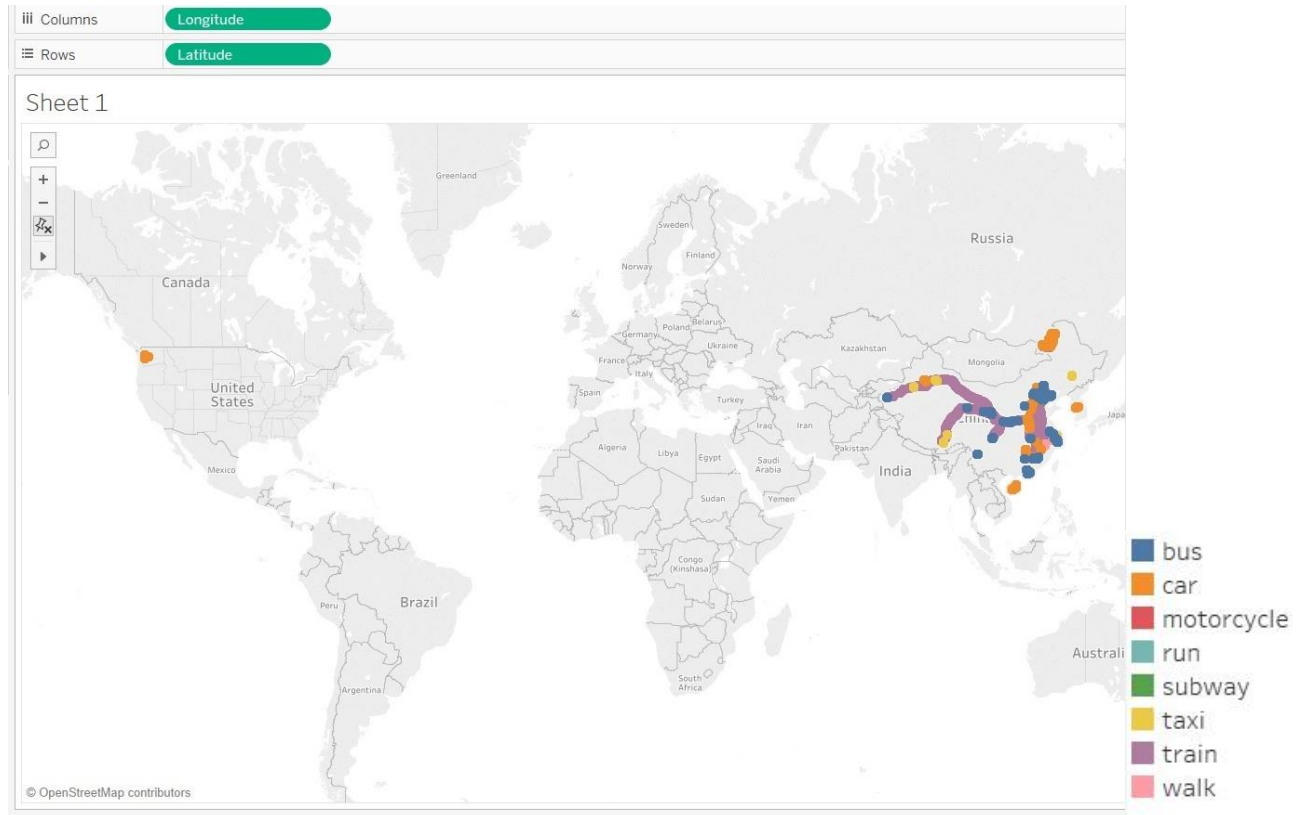 Columns Longitude
Rows Latitude
Sheet 1
Greenland
Sweden
Finland
Russia
Norway
Canada
Belarus
Poland
Germany
Ukraine
Kazakhstan
Mongolia
France
Italy
United
States
Spain
Turkey
Japa
Iraq
Iran
Algeria
Libya
Egypt
Pakistan
Saudi
Arabia
India
Mexico
Sudan
Yemen
Congo
(Kinshasa)
Peru
Brazil
Australi
South
Africa
Argentina
© OpenStreetMap contributors
bus
car
motorcycle
run
subway
taxi
train
walk